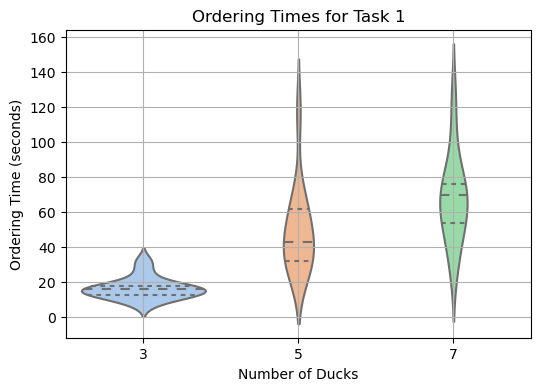 Ordering Times for Task 1
160
140
120
100
80
60
40
20
0
Ordering Time (seconds)
3 5 7
Number of Ducks